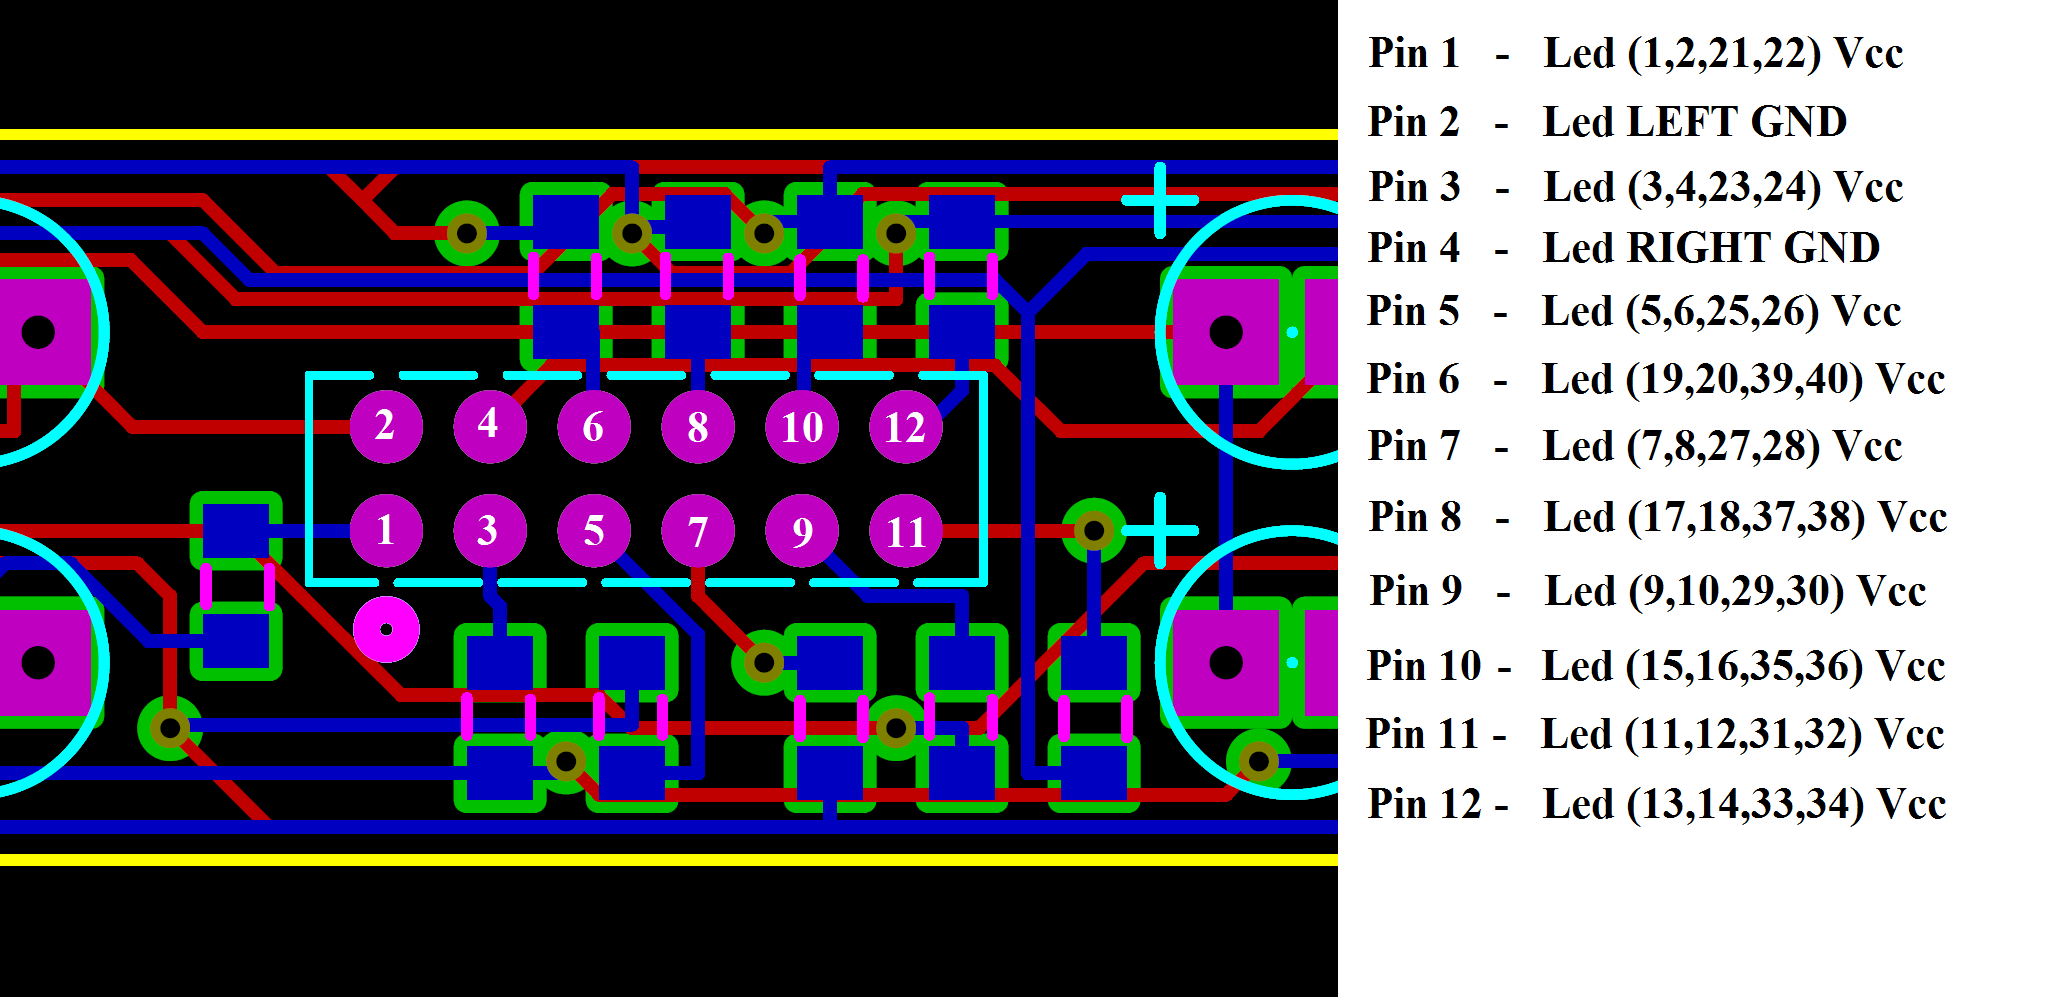 2 4 6 8 10 12
1 3 5 7 9 11
Pin 1 - Led (1,2,21,22) Vcc
Pin 2 - Led LEFT GND
Pin 3 - Led (3,4,23,24) Vcc
Pin 4 - Led RIGHT GND
Pin 5 - Led (5,6,25,26) Vcc
Pin 6 - Led (19,20,39,40) Vcc
Pin 7 - Led (7,8,27,28) Vcc
Pin 8 - Led (17,18,37,38) Vcc
Pin 9 - Led (9,10,29,30) Vcc
Pin 10 - Led (15,16,35,36) Vcc
Pin 11 - Led (11,12,31,32) Vcc
Pin 12 - Led (13,14,33,34) Vcc